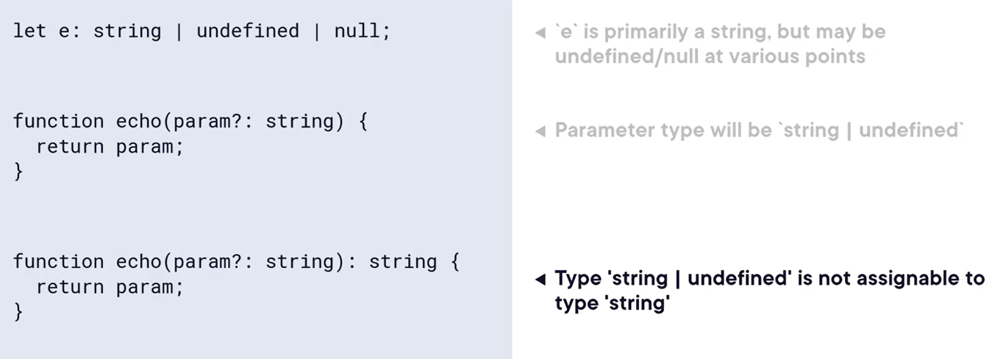 let e: string | undefined | null;
◄ `e` is primarily a string, but may be
undefined/null at various points
function echo(param?: string) {
  return param;
}
◄ Parameter type will be `string | undefined`
function echo(param?: string): string {
  return param;
}
◄ Type 'string | undefined' is not assignable to
type 'string'